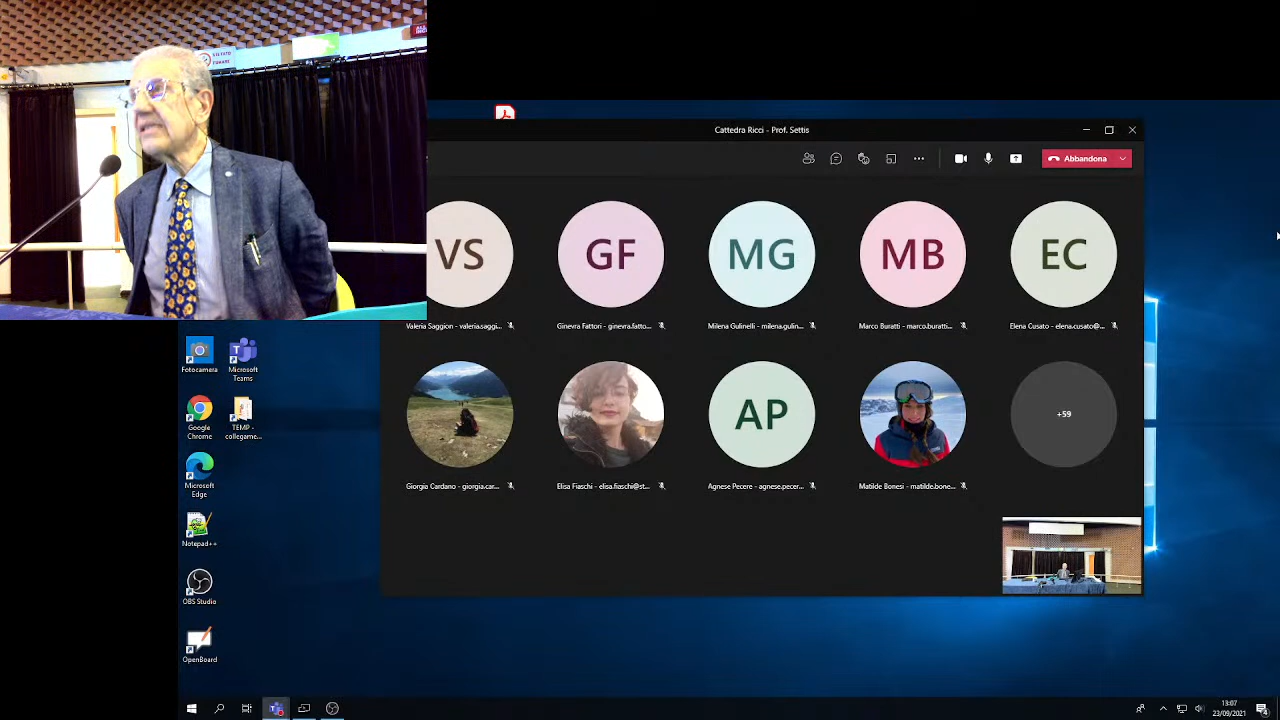 Cattedra Ricci - Prof. Settis
Abbandona
VS
GF
MG
MB
EC
Valeria Saggion - valeria.saggi...
Ginevra Fattori - ginevra.fatto...
Milena Gulinelli - milena.gulin...
Marco Buratti - marco.buratti...
Elena Cusato - elena.cusato@...
AP
+59
Giorgia Cardano - giorgia.car...
Elisa Fiaschi - elisa.fiaschi@st...
Agnese Pecere - agnese.pecer...
Matilde Bonesi - matilde.bone...
Fotocamera
Microsoft
Teams
Google
Chrome
TEMP -
collegame...
Microsoft
Edge
Notepad++
OBS Studio
OpenBoard
13:07
23/09/2021
4